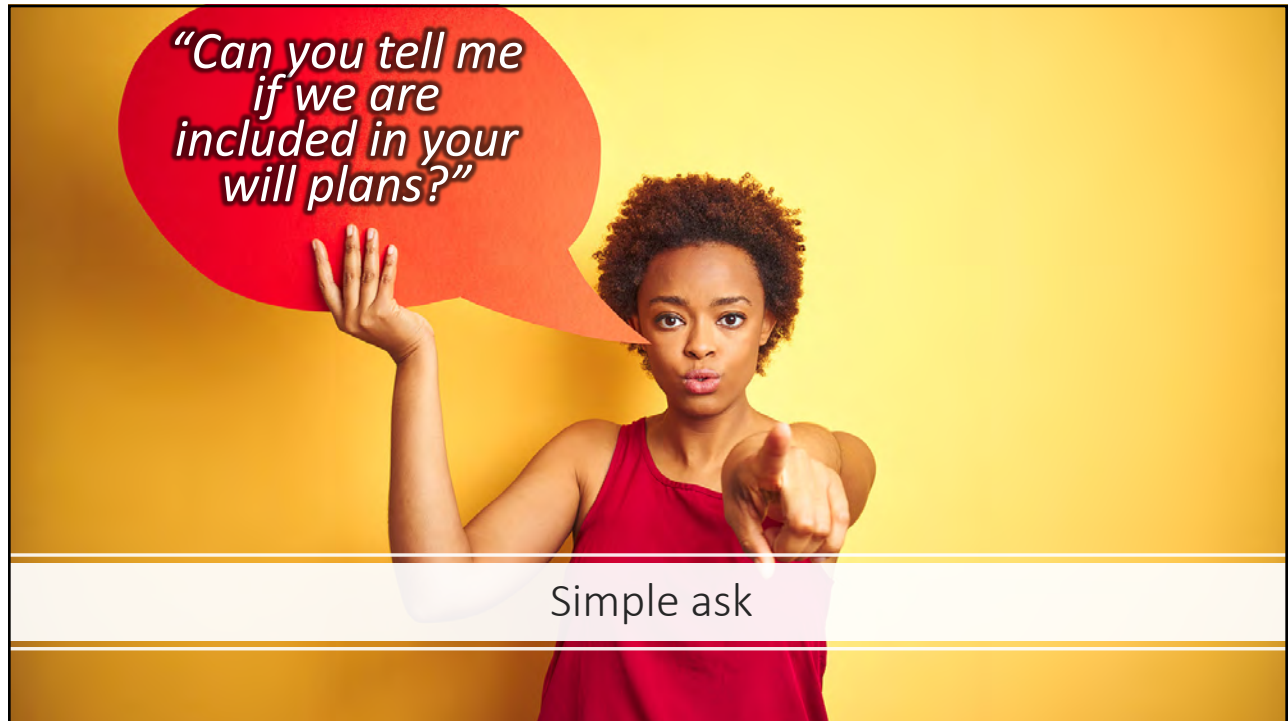 “Can you tell me
if we are
included in your
will plans?”
Simple ask